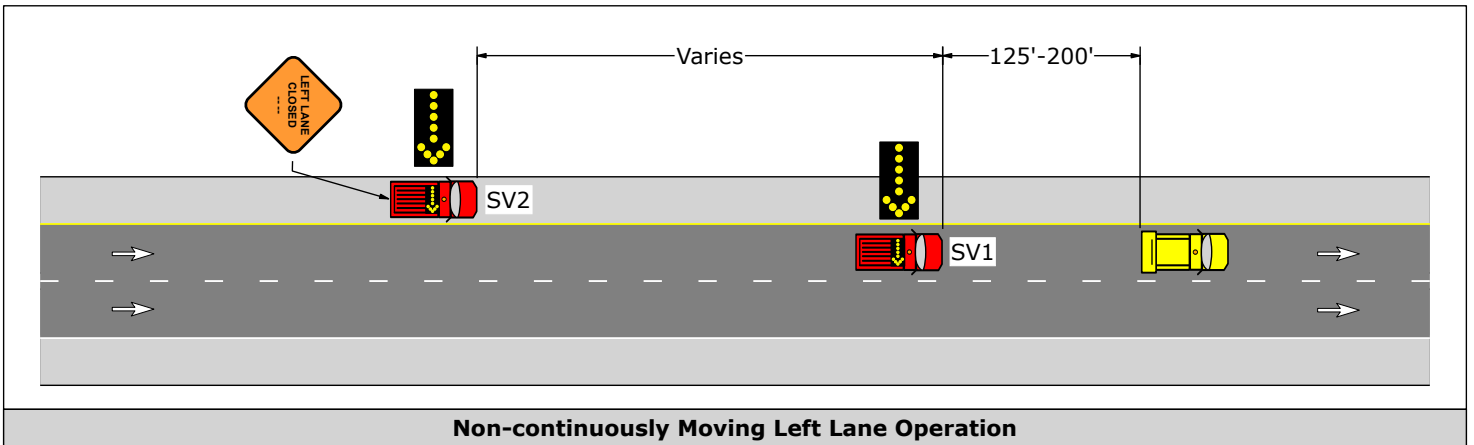 Varies
125'-200'
LEFT LANE
CLOSED
-- --
SV2
SV1
Non-continuously Moving Left Lane Operation